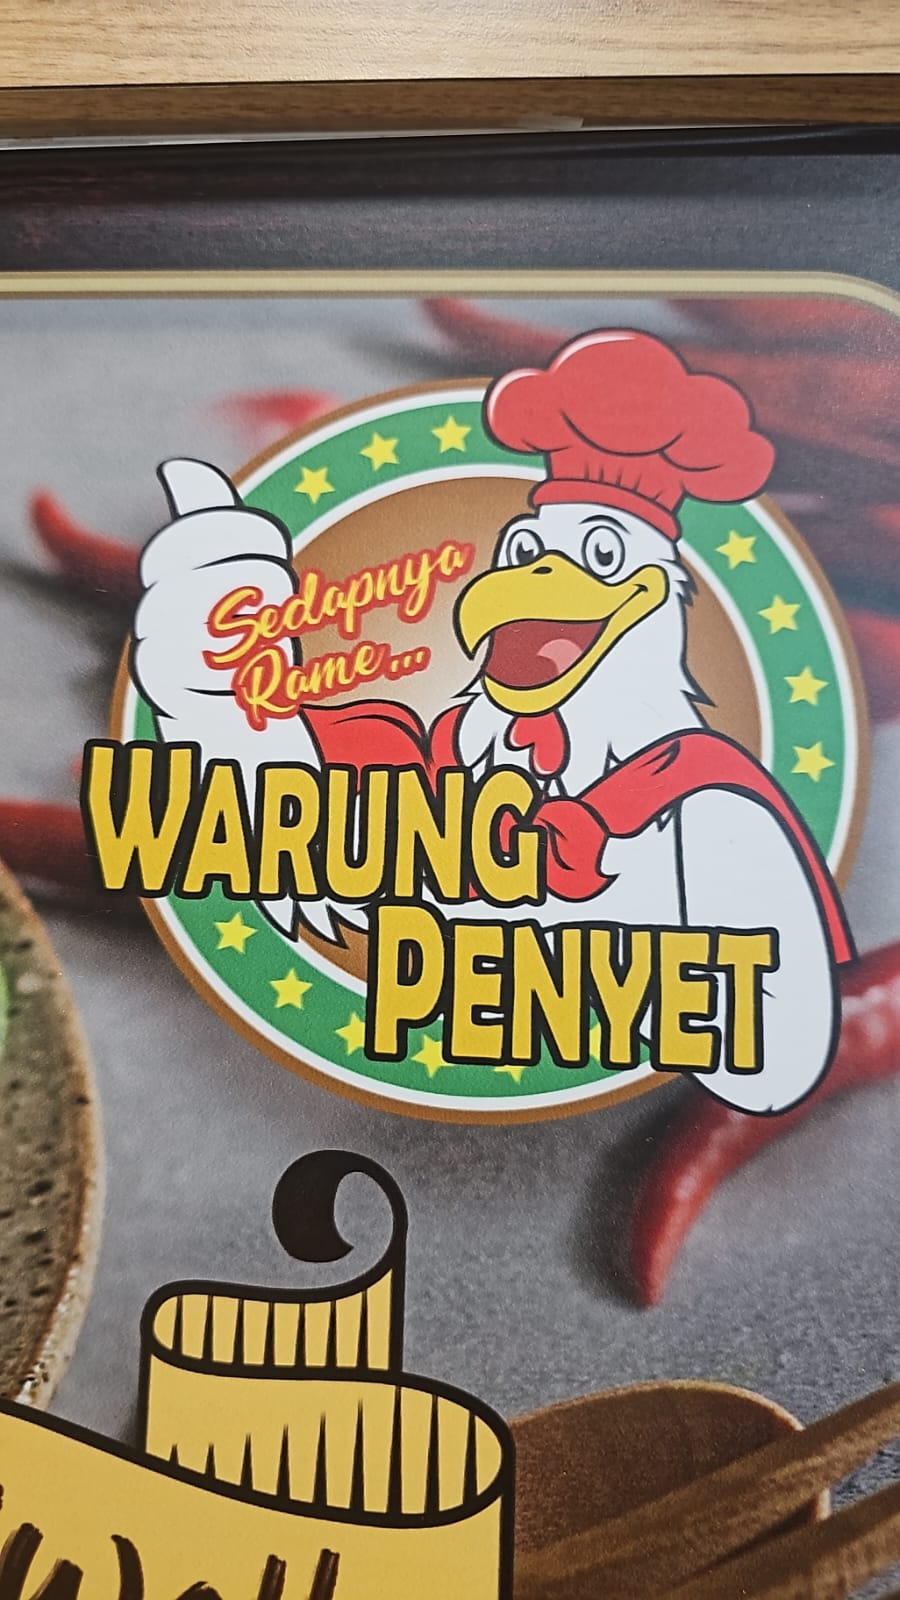 Sedapnya
Rame...
WARUNG
PENYET